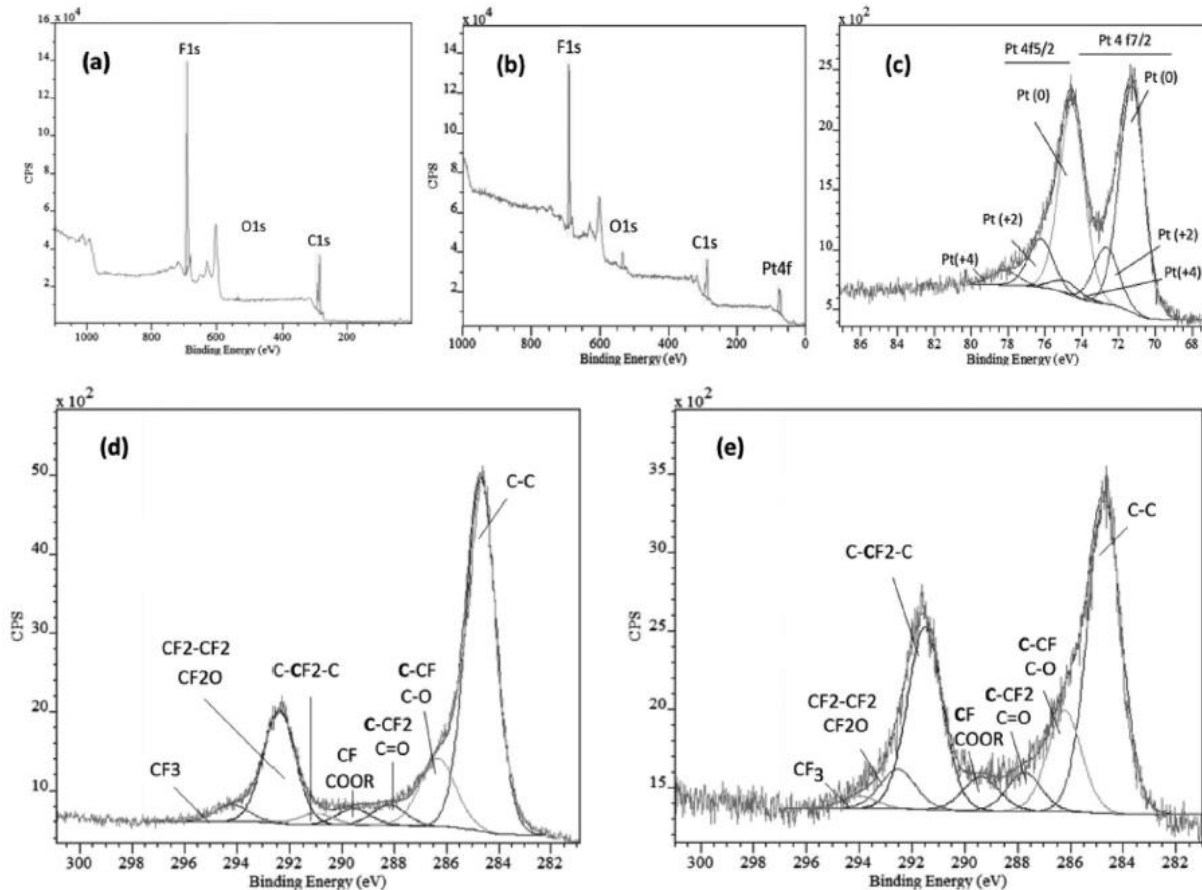 x 10^4
(a)
F1s
O1s
C1s
16
14
12
10
8
6
4
2
CPS
1000 800 600 400 200
Binding Energy (eV)
x 10^4
(b)
F1s
O1s
C1s
Pt4f
14
12
10
8
6
4
2
CPS
1000 800 600 400 200 0
Binding Energy (eV)
x 10^2
(c)
Pt 4f5/2
Pt 4 f7/2
Pt (0)
Pt (0)
Pt (+2)
Pt (+2)
Pt(+4)
Pt(+4)
25
20
15
10
5
CPS
86 84 82 80 78 76 74 72 70 68
Binding Energy (eV)
x 10^2
(d)
C-C
CF2-CF2
CF2O
C-CF2-C
C-CF
C-O
C-CF2
C=O
CF
COOR
CF3
50
40
30
20
10
CPS
300 298 296 294 292 290 288 286 284 282
Binding Energy (eV)
x 10^2
(e)
C-C
C-CF2-C
C-CF
C-O
C-CF2
C=O
CF2-CF2
CF2O
CF
COOR
CF3
35
30
25
20
15
CPS
300 298 296 294 292 290 288 286 284 282
Binding Energy (eV)